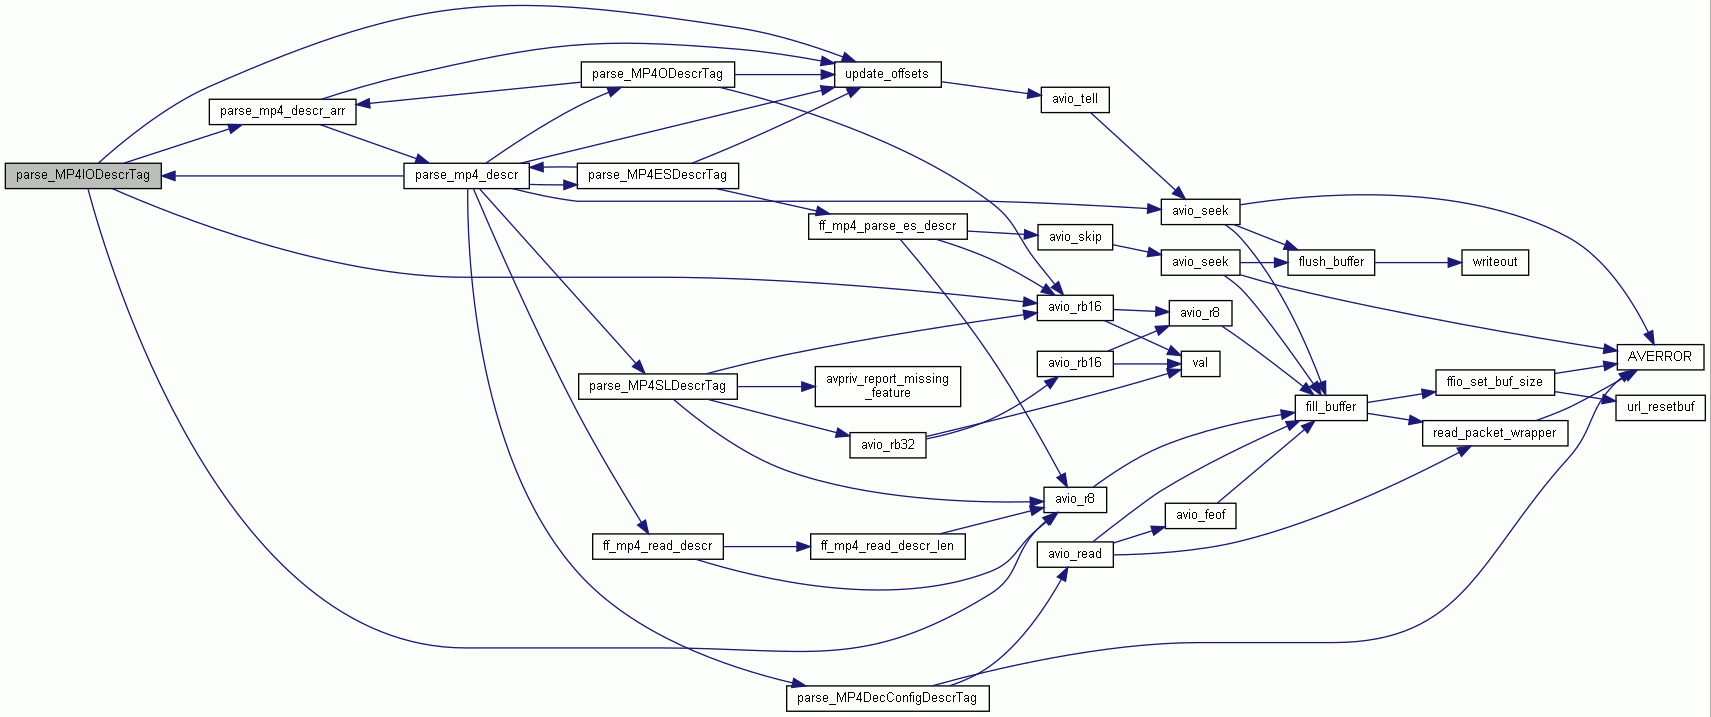 parse_MP4IODescrTag
parse_mp4_descr_arr
parse_mp4_descr
parse_MP4ODescrTag
parse_MP4ESDescrTag
parse_MP4SLDescrTag
ff_mp4_read_descr
update_offsets
ff_mp4_parse_es_descr
avpriv_report_missing
_feature
avio_rb32
ff_mp4_read_descr_len
parse_MP4DecConfigDescrTag
avio_tell
avio_skip
avio_rb16
avio_rb16
avio_r8
avio_read
avio_seek
avio_seek
avio_r8
val
avio_feof
flush_buffer
fill_buffer
writeout
ffio_set_buf_size
read_packet_wrapper
AVERROR
url_resetbuf